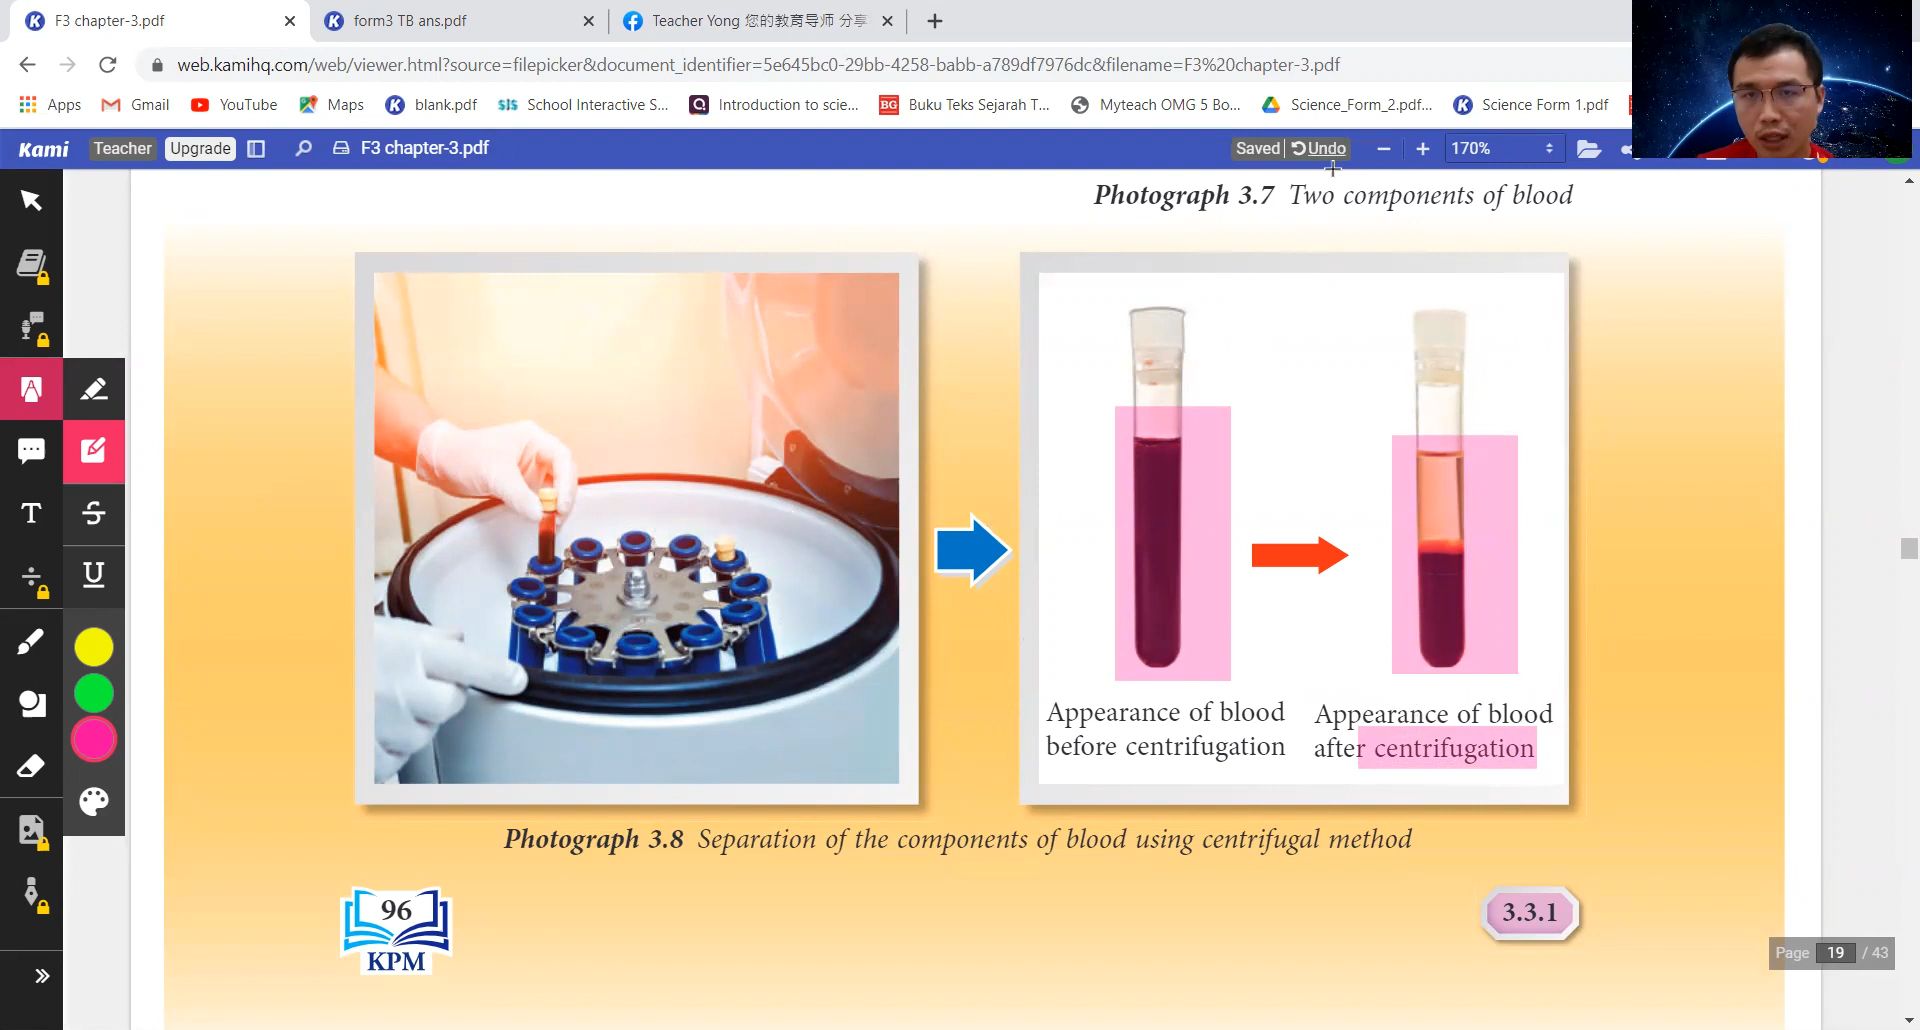 F3 chapter-3.pdf
form3 TB ans.pdf
Teacher Yong 您的教育导师 分享
web.kamihq.com/web/viewer.html?source=filepicker&document_identifier=5e645bc0-29bb-4258-babb-a789df7976dc&filename=F3%20chapter-3.pdf
Apps
Gmail
YouTube
Maps
blank.pdf
School Interactive S...
Introduction to scie...
Buku Teks Sejarah T...
Myteach OMG 5 Bo...
Science_Form_2.pdf...
Science Form 1.pdf
Kami
Teacher
Upgrade
F3 chapter-3.pdf
Saved
Undo
170%
Photograph 3.7 Two components of blood
Appearance of blood
before centrifugation
Appearance of blood
after centrifugation
Photograph 3.8 Separation of the components of blood using centrifugal method
96
KPM
3.3.1
Page 19 / 43